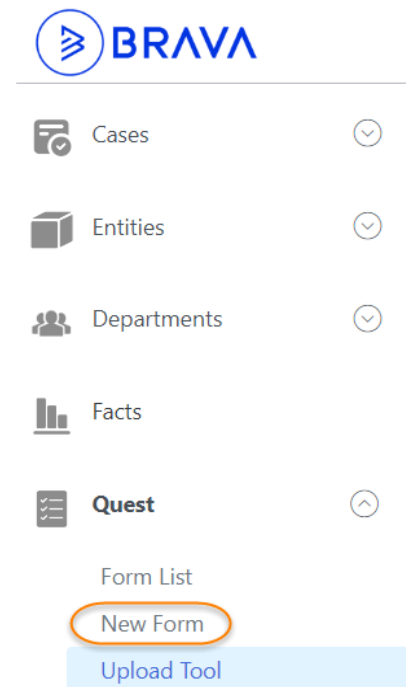 BRAVA
Cases
Entities
Departments
Facts
Quest
Form List
New Form
Upload Tool